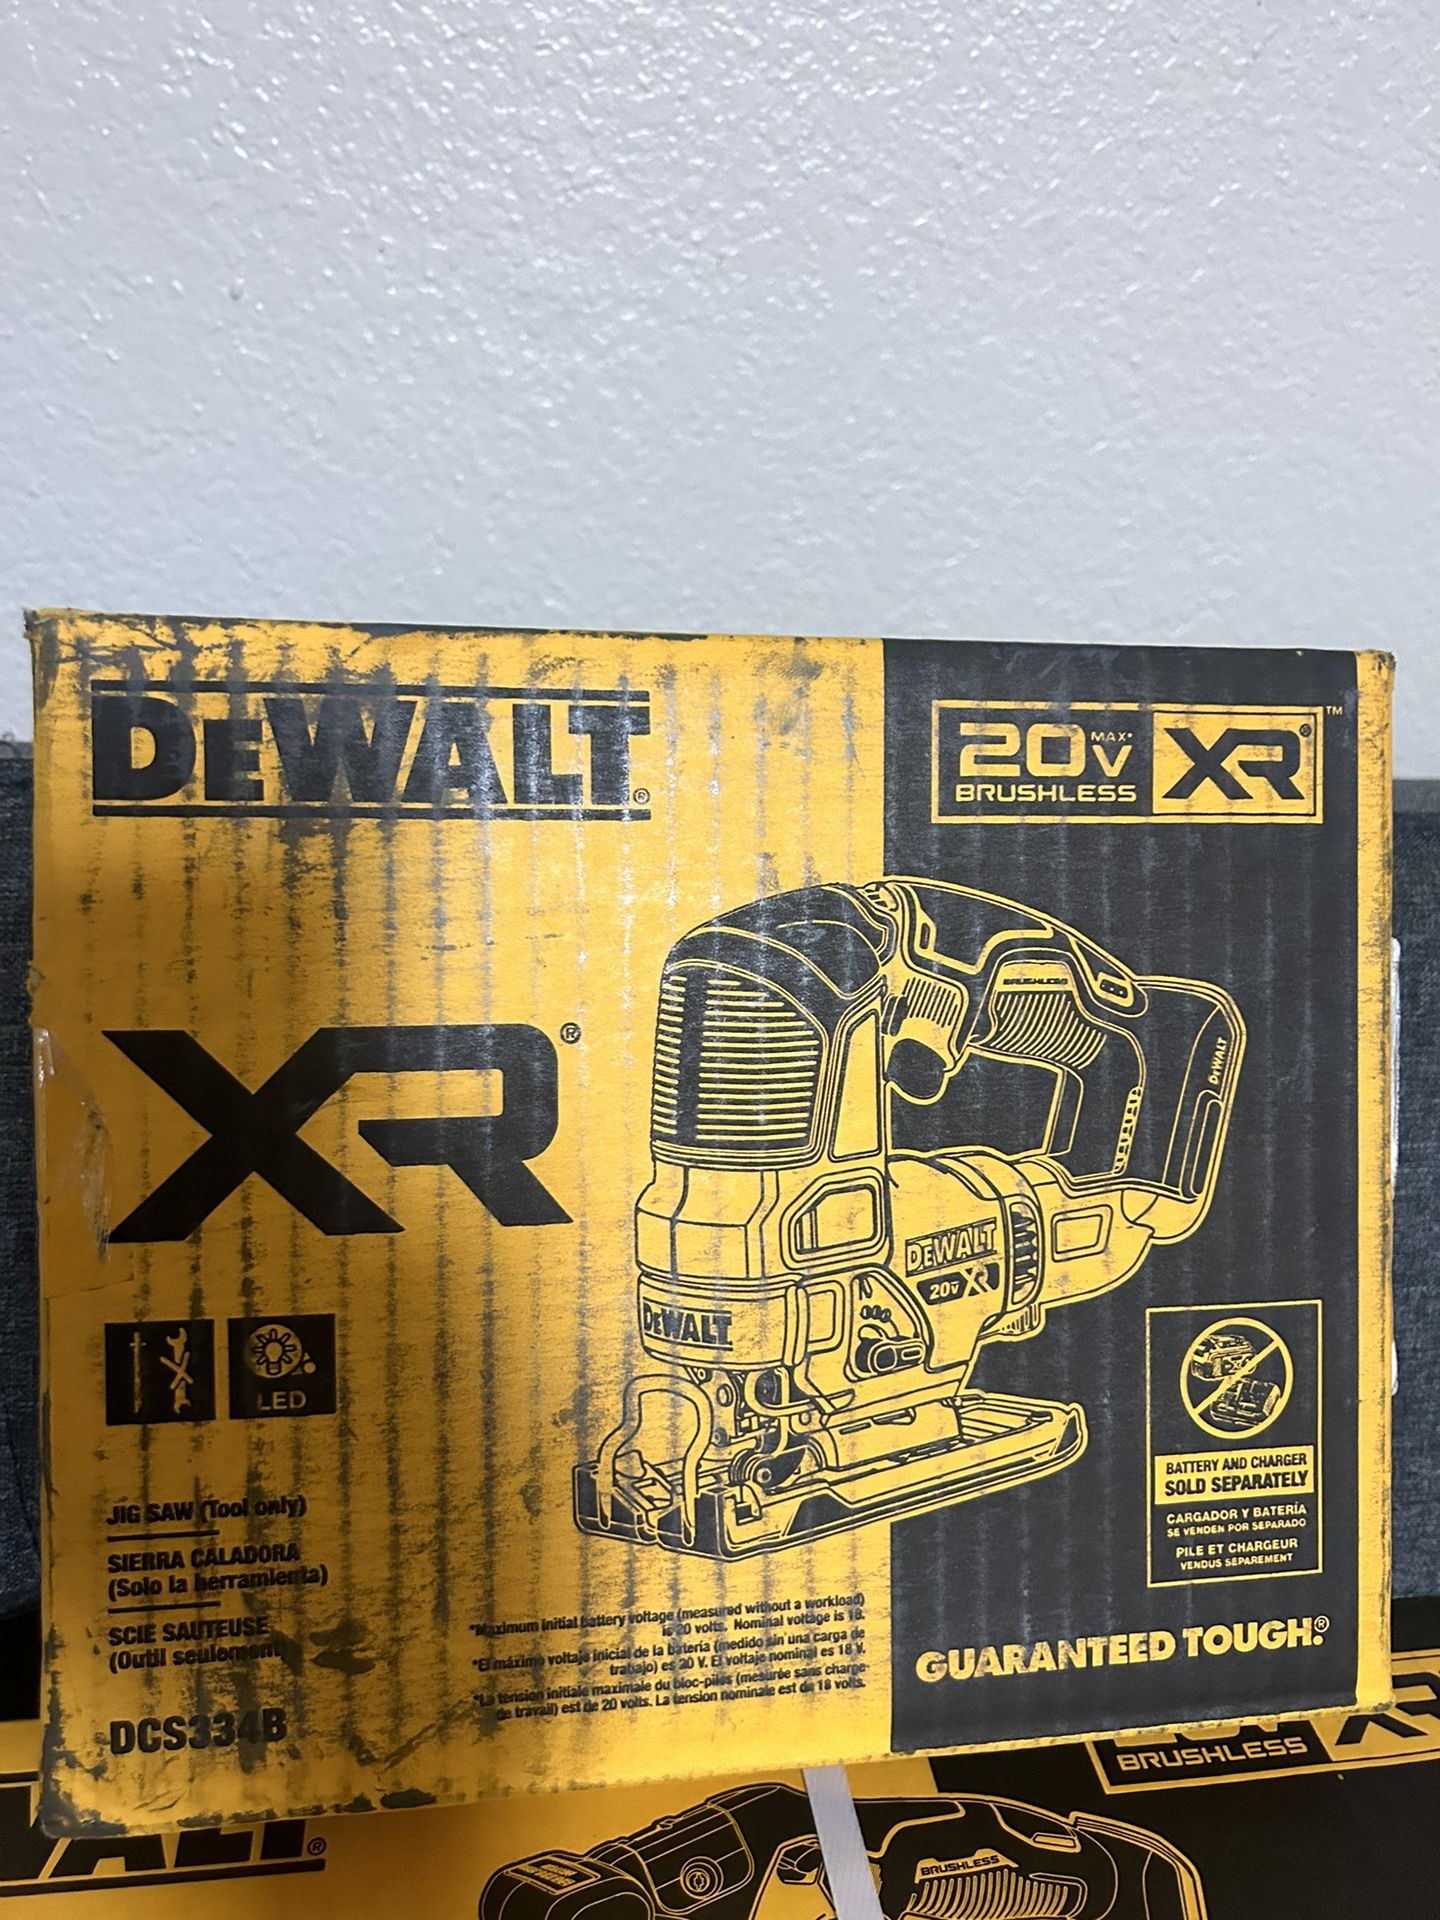 DEWALT®
20V MAX* XR® ™
BRUSHLESS
XR®
BRUSHLESS
DEWALT
DEWALT
20V XR
DEWALT
LED
JIG SAW (Tool only)
SIERRA CALADORA
(Solo la herramienta)
SCIE SAUTEUSE
(Outil seulement)
DCS334B
*Maximum initial battery voltage (measured without a workload)
is 20 volts. Nominal voltage is 18.
*El máximo voltaje inicial de la batería (medido sin una carga de
trabajo) es 20 V. El voltaje nominal es 18 V.
*La tension initiale maximale du bloc-piles (mesurée sans charge
de travail) est de 20 volts. La tension nominale est de 18 volts.
BATTERY AND CHARGER
SOLD SEPARATELY
CARGADOR Y BATERÍA
SE VENDEN POR SEPARADO
PILE ET CHARGEUR
VENDUS SÉPARÉMENT
GUARANTEED TOUGH.®
BRUSHLESS XR
ALT®
BRUSHLESS